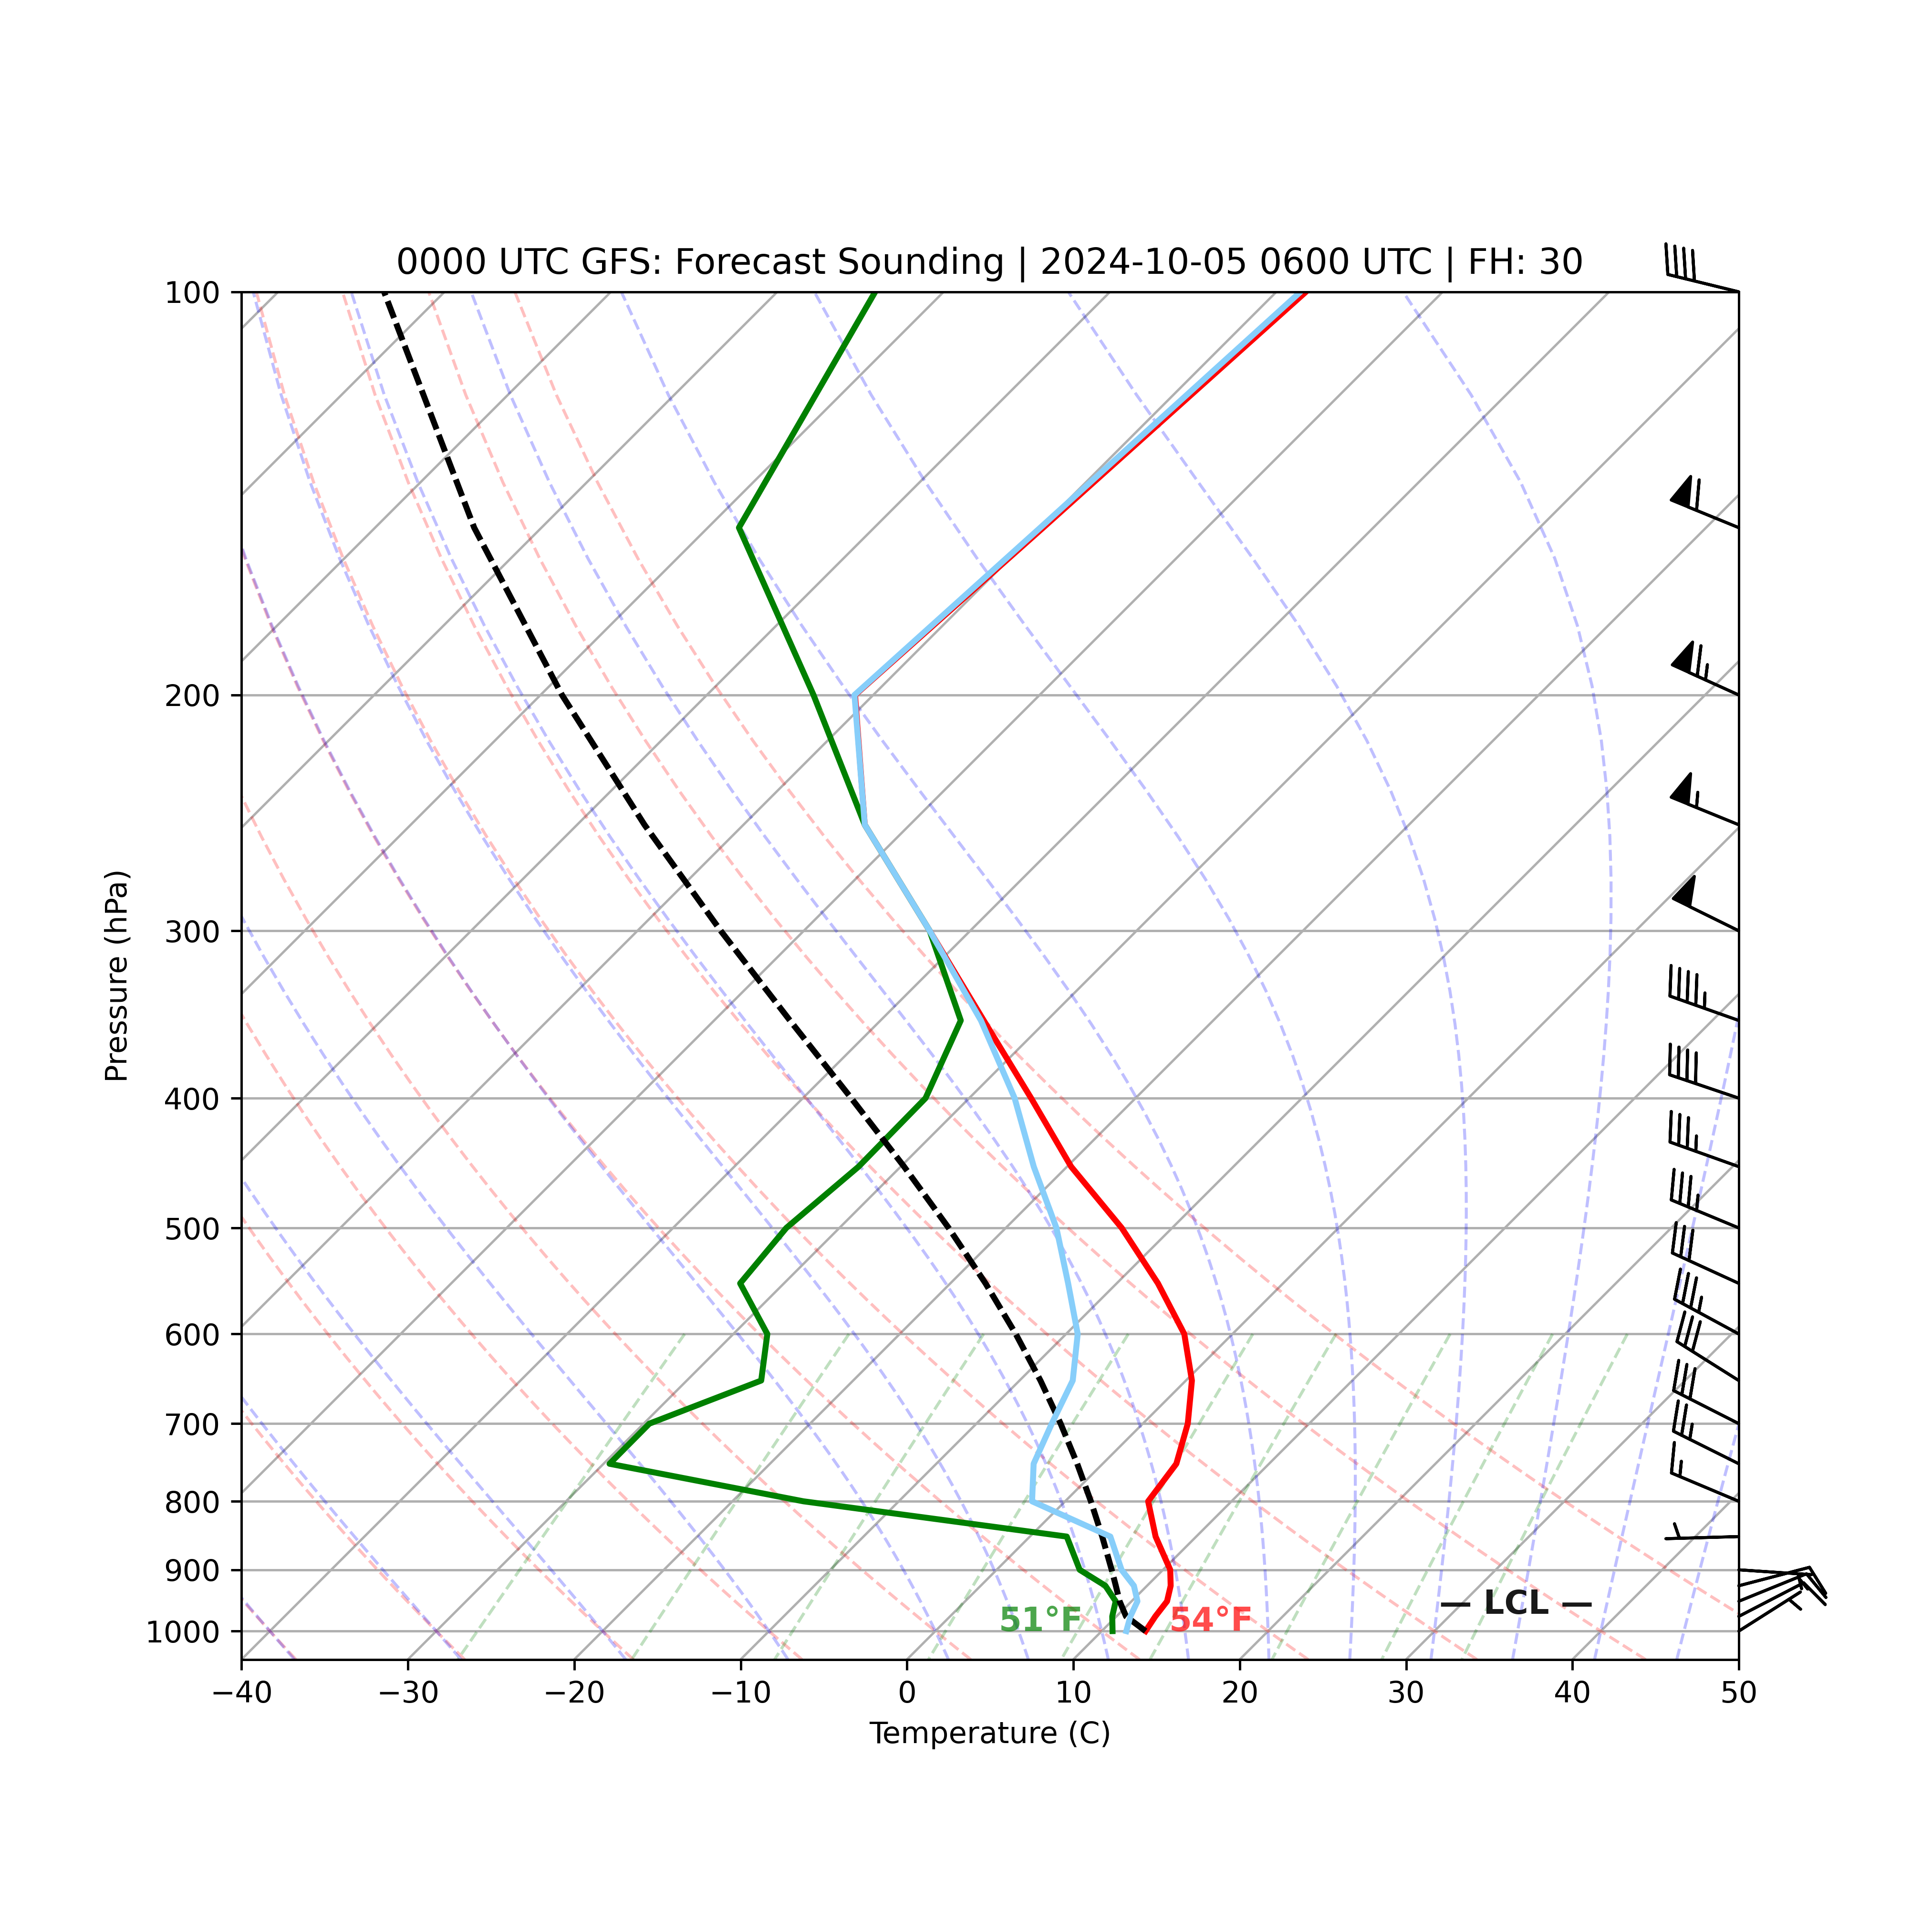 0000 UTC GFS: Forecast Sounding | 2024-10-05 0600 UTC | FH: 30
100
200
300
400
500
600
700
800
900
1000
Pressure (hPa)
51°F
54°F
— LCL —
−40 −30 −20 −10 0 10 20 30 40 50
Temperature (C)